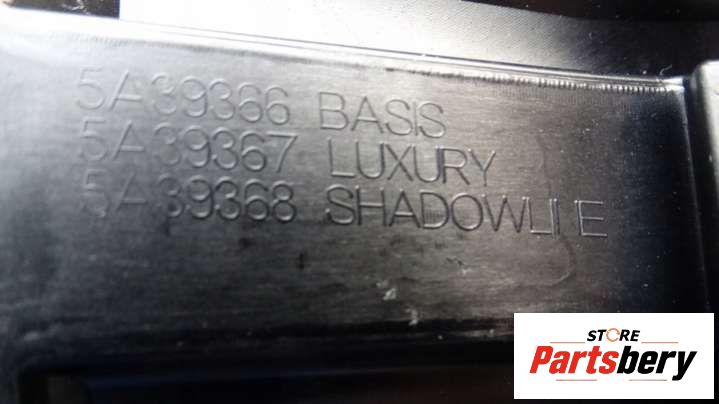 5A39366 BASIS
5A39367 LUXURY
5A39368 SHADOWLINE
STORE
Partsbery